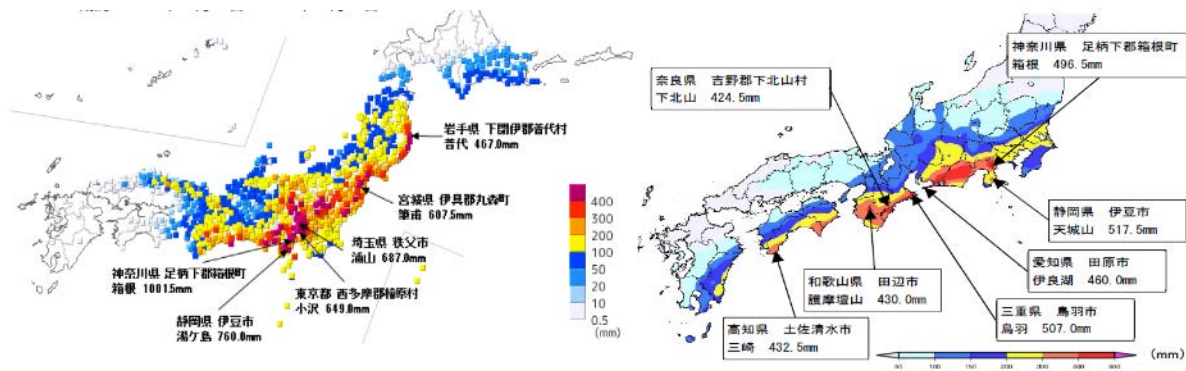 岩手県 下閉伊郡普代村
普代 467.0mm
宮城県 伊具郡丸森町
筆甫 607.5mm
埼玉県 秩父市
浦山 687.0mm
神奈川県 足柄下郡箱根町
箱根 1001.5mm
東京都 西多摩郡檜原村
小沢 649.0mm
静岡県 伊豆市
湯ケ島 760.0mm
400
300
200
100
50
20
10
0.5
(mm)
神奈川県 足柄下郡箱根町
箱根 496.5mm
奈良県 吉野郡下北山村
下北山 424.5mm
静岡県 伊豆市
天城山 517.5mm
愛知県 田原市
伊良湖 460.0mm
和歌山県 田辺市
護摩壇山 430.0mm
三重県 鳥羽市
鳥羽 507.0mm
高知県 土佐清水市
三崎 432.5mm
(mm)
50 100 150 200 300 400 500